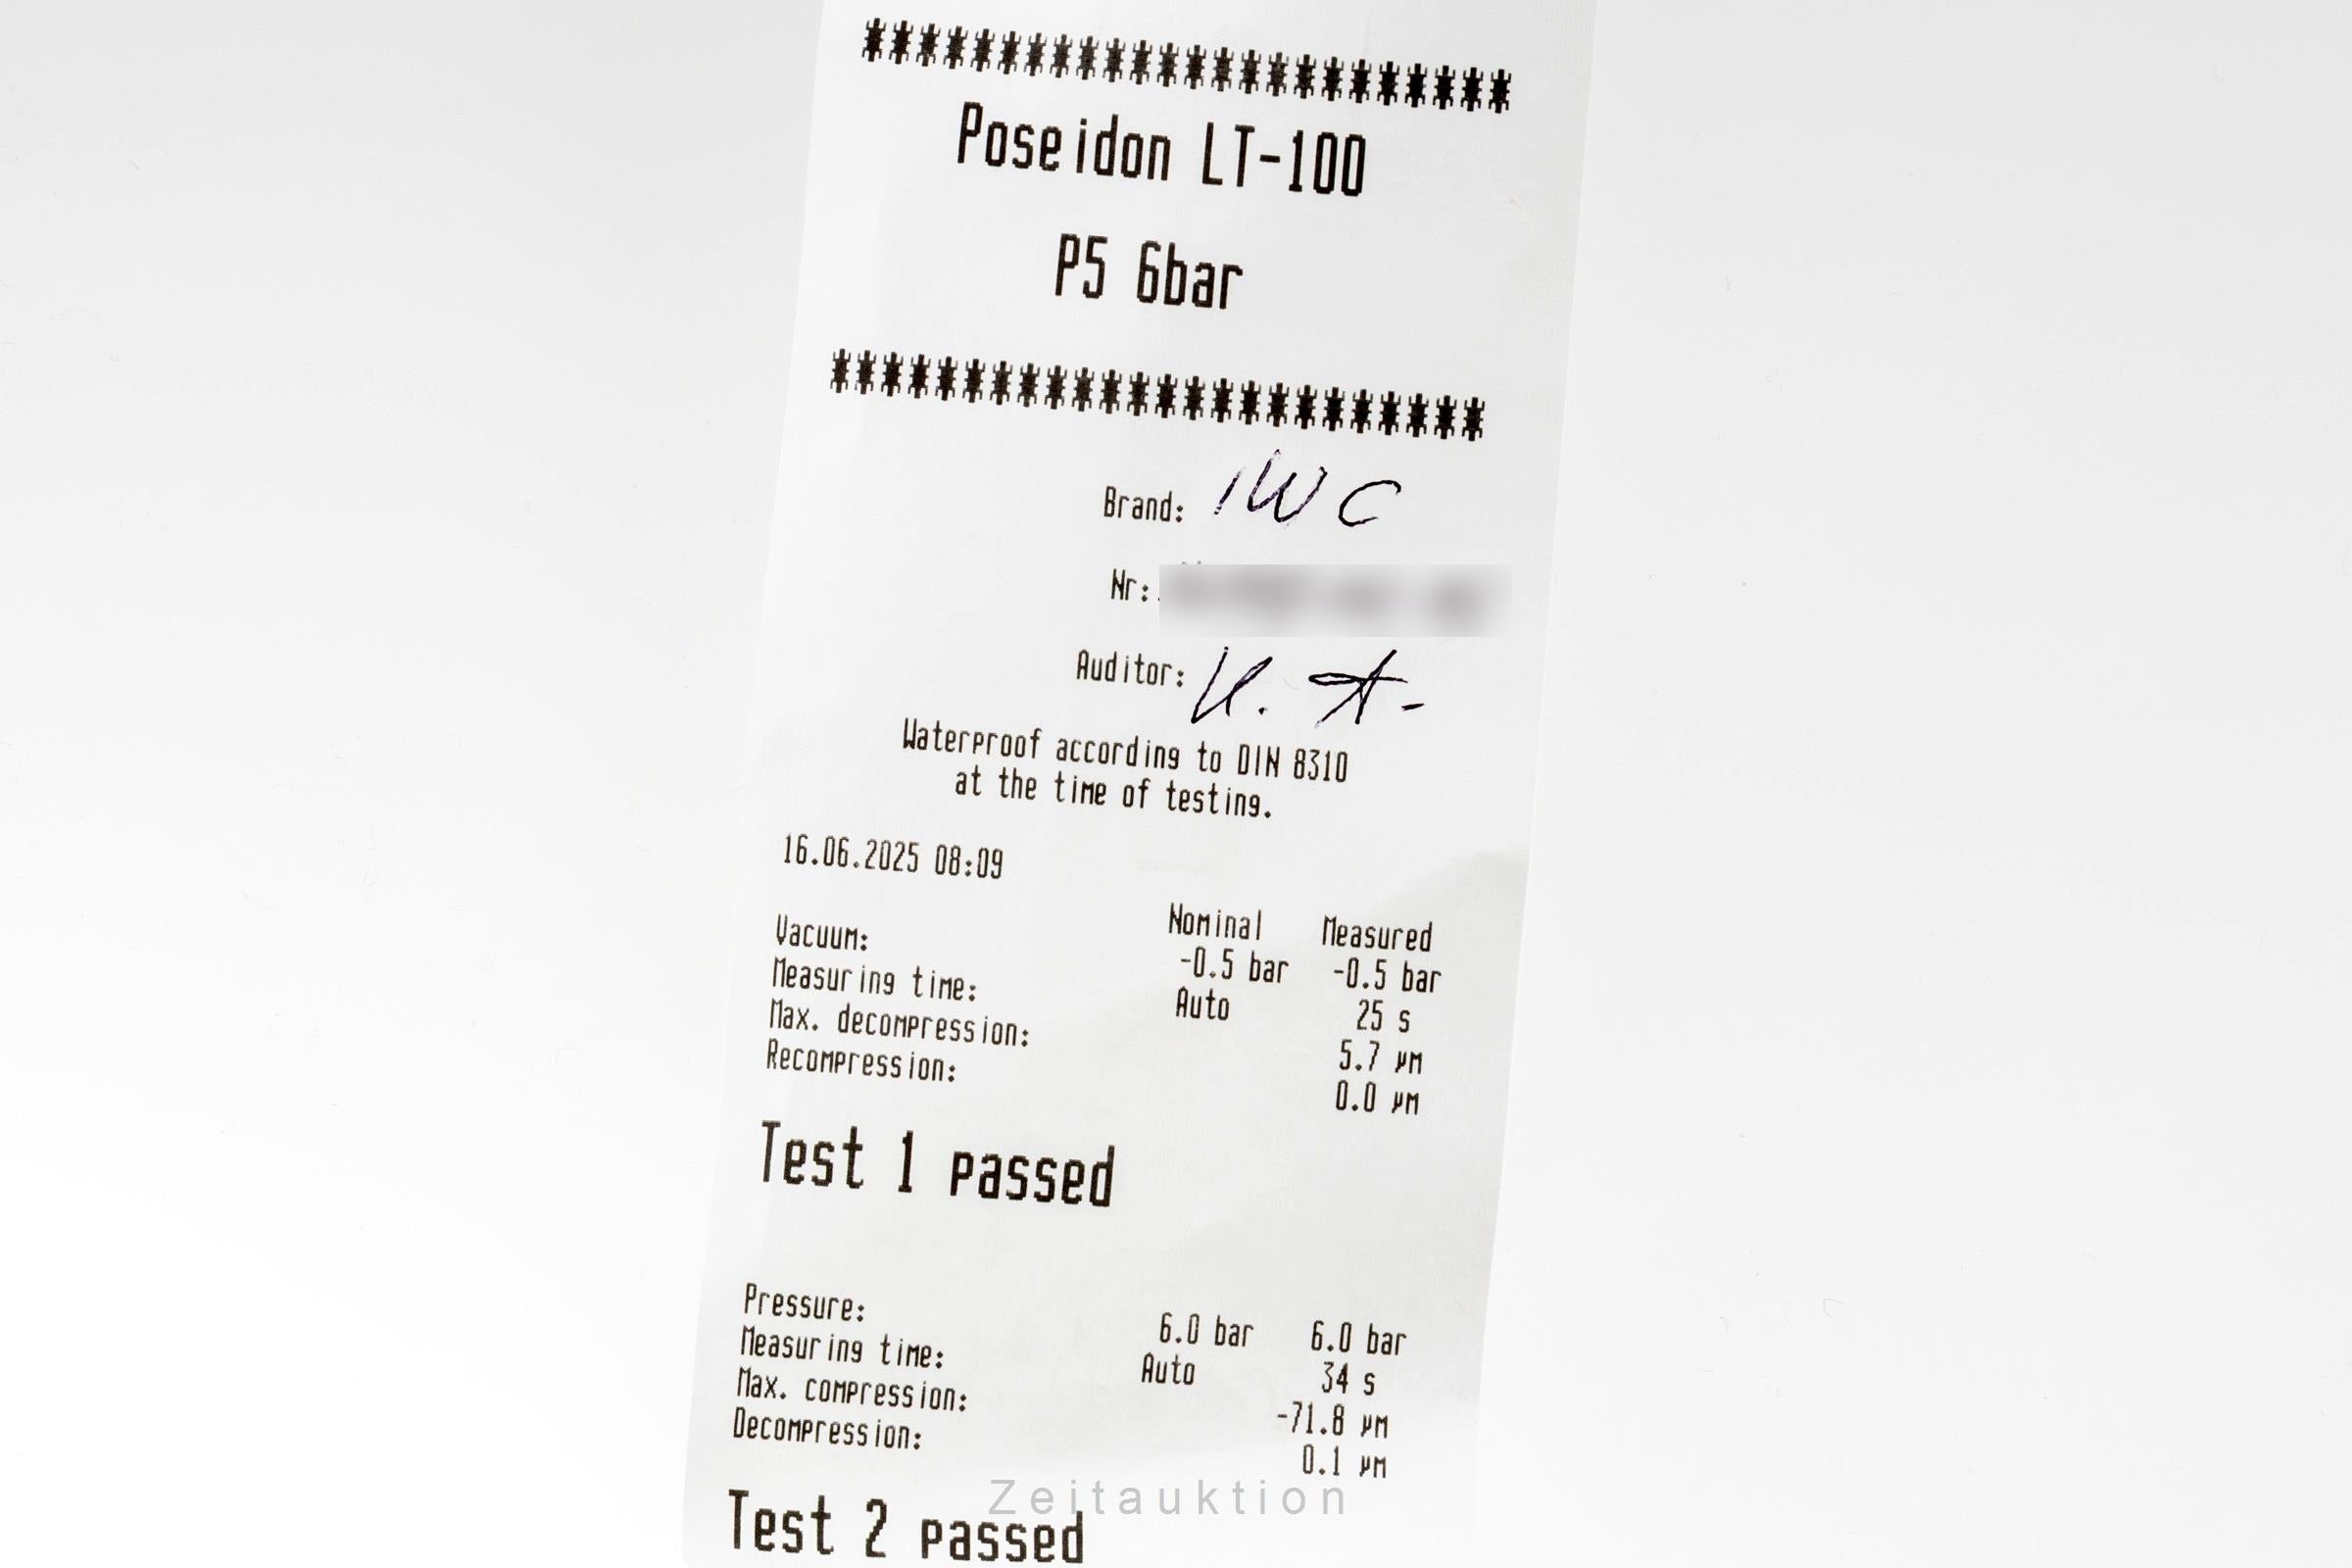 ************************
Poseidon LT-100
P5 6bar
************************
Brand: IWC
Nr:
Auditor: K. A.
Waterproof according to DIN 8310
at the time of testing.
16.06.2025 08:09
Nominal Measured
Vacuum: -0.5 bar -0.5 bar
Measuring time: Auto 25 s
Max. decompression: 5.7 µm
Recompression: 0.0 µm
Test 1 passed
Pressure: 6.0 bar 6.0 bar
Measuring time: Auto 34 s
Max. compression: -71.8 µm
Decompression: 0.1 µm
Zeitauktion
Test 2 passed